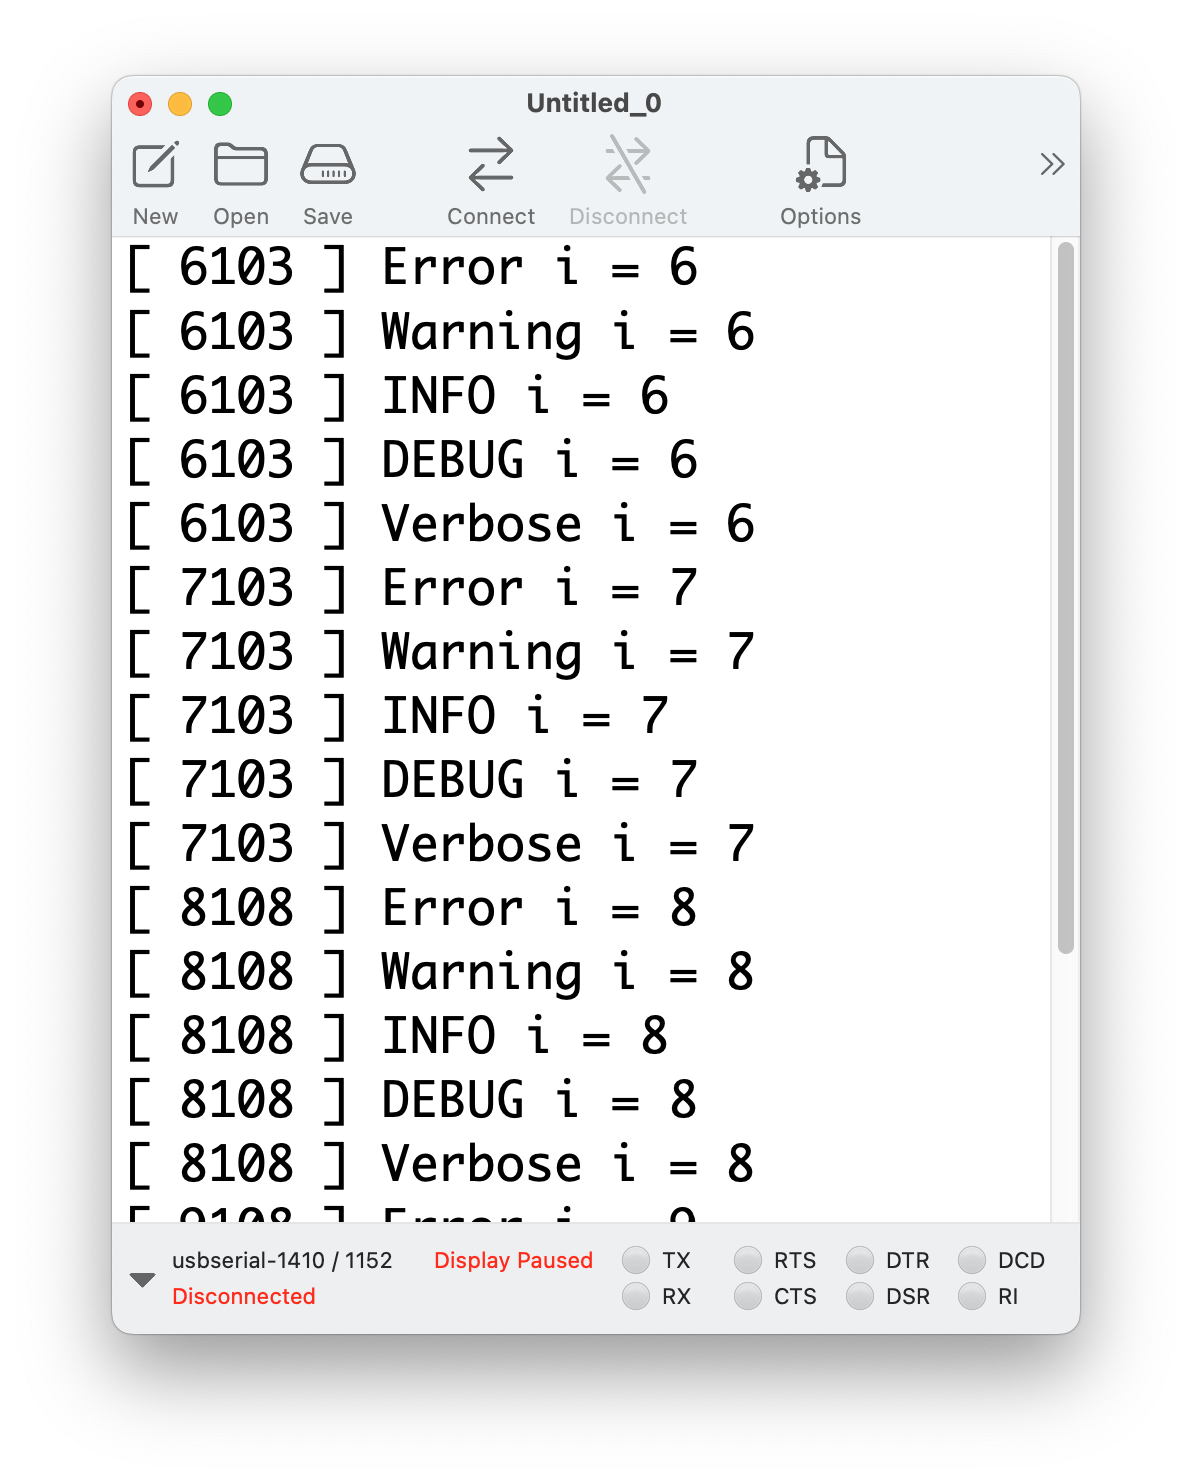 Untitled_0
New Open Save Connect Disconnect Options
[ 6103 ] Error i = 6
[ 6103 ] Warning i = 6
[ 6103 ] INFO i = 6
[ 6103 ] DEBUG i = 6
[ 6103 ] Verbose i = 6
[ 7103 ] Error i = 7
[ 7103 ] Warning i = 7
[ 7103 ] INFO i = 7
[ 7103 ] DEBUG i = 7
[ 7103 ] Verbose i = 7
[ 8108 ] Error i = 8
[ 8108 ] Warning i = 8
[ 8108 ] INFO i = 8
[ 8108 ] DEBUG i = 8
[ 8108 ] Verbose i = 8
[ 9108 ] Error i = 9
usbserial-1410 / 1152 Display Paused TX RTS DTR DCD
Disconnected RX CTS DSR RI